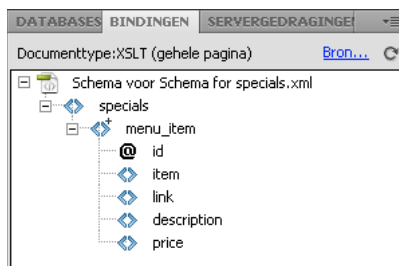 DATABASES BINDINGEN SERVERGEDRAGINGE
Documenttype:XSLT (gehele pagina) Bron...
Schema voor Schema for specials.xml
specials
menu_item
@ id
item
link
description
price